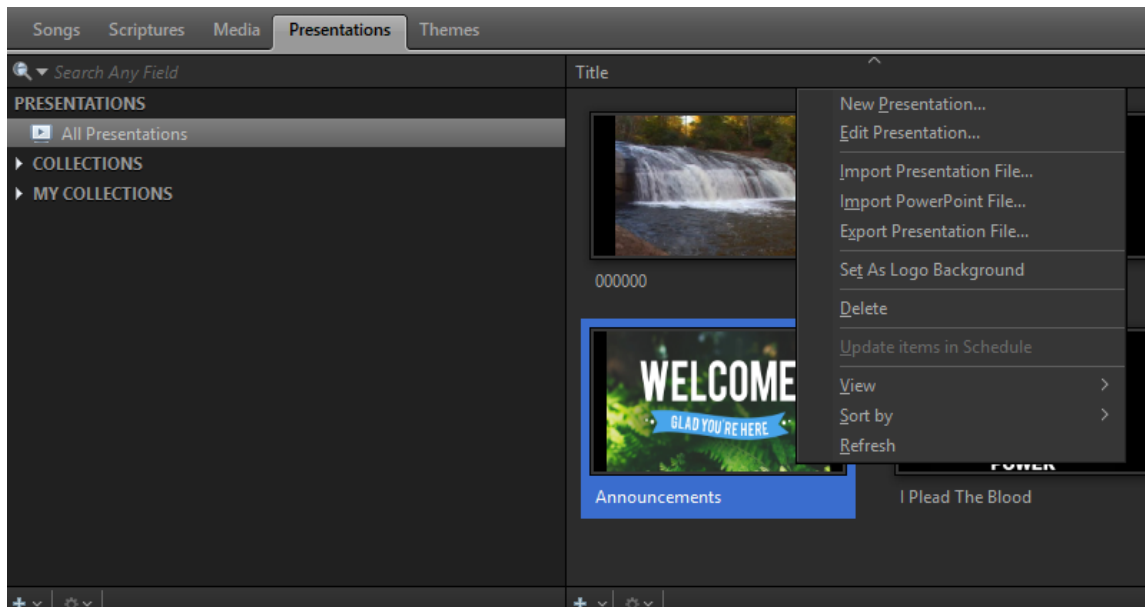 Songs Scriptures Media Presentations Themes
Search Any Field
Title
PRESENTATIONS
All Presentations
COLLECTIONS
MY COLLECTIONS
000000
WELCOME
GLAD YOU'RE HERE
Announcements
New Presentation...
Edit Presentation...
Import Presentation File...
Import PowerPoint File...
Export Presentation File...
Set As Logo Background
Delete
Update items in Schedule
View
Sort by
Refresh
POWER
I Plead The Blood